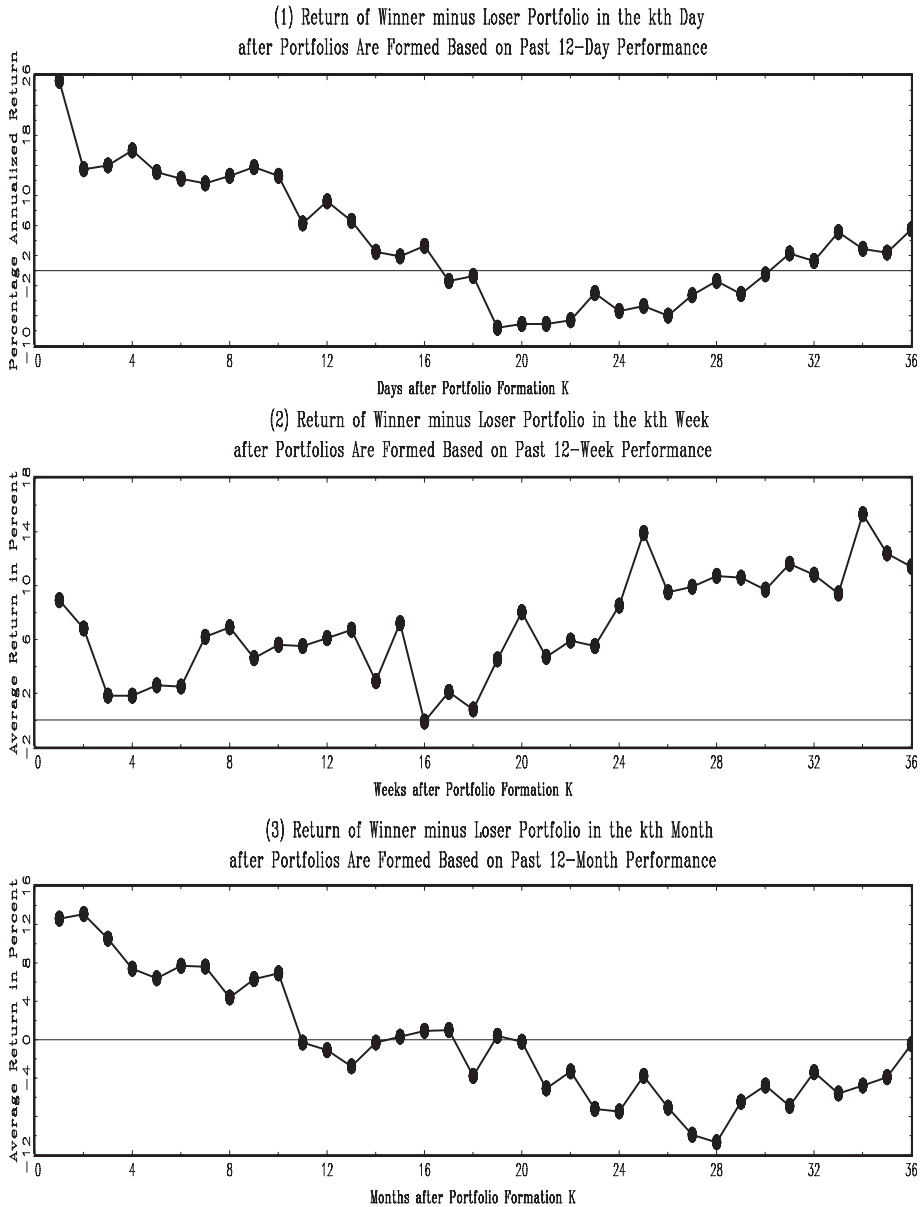 (1) Return of Winner minus Loser Portfolio in the kth Day
after Portfolios Are Formed Based on Past 12-Day Performance
Percentage Annualized Return
26
18
10
6
2
-2
-10
0 4 8 12 16 20 24 28 32 36
Days after Portfolio Formation K
(2) Return of Winner minus Loser Portfolio in the kth Week
after Portfolios Are Formed Based on Past 12-Week Performance
Average Return in Percent
18
14
10
6
2
-2
0 4 8 12 16 20 24 28 32 36
Weeks after Portfolio Formation K
(3) Return of Winner minus Loser Portfolio in the kth Month
after Portfolios Are Formed Based on Past 12-Month Performance
Average Return in Percent
16
12
8
4
0
-4
-12
0 4 8 12 16 20 24 28 32 36
Months after Portfolio Formation K